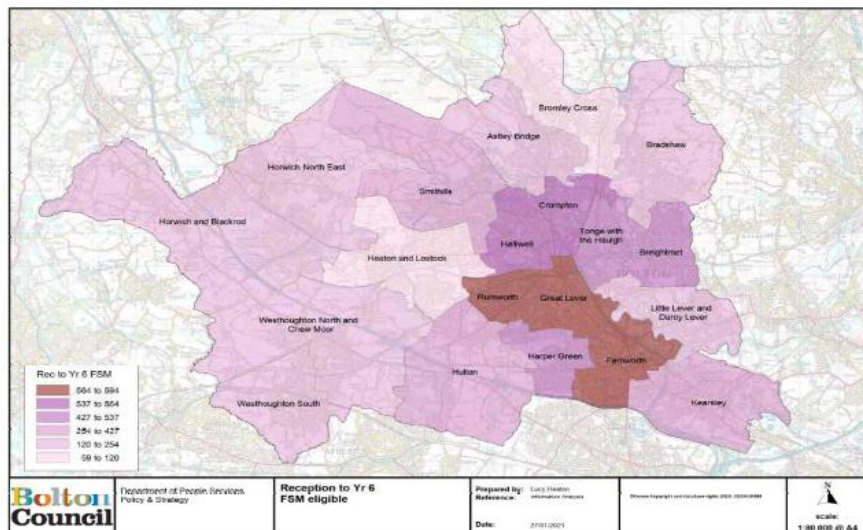 Bromley Cross
Astley Bridge
Bradshaw
Horwich North East
Smithills
Crompton
Horwich and Blackrod
Halliwell
Tonge with
the Haulgh
Breightmet
Heaton and Lostock
Rumworth
Great Lever
Little Lever and
Darcy Lever
Westhoughton North and
Chew Moor
Harper Green
Farnworth
Hulton
Kearsley
Westhoughton South
Rec to Yr 6 FSM
564 to 594
537 to 564
427 to 537
254 to 427
120 to 254
59 to 120
Bolton
Council
Department of People Services
Policy & Strategy
Reception to Yr 6
FSM eligible
Prepared by:
Reference:
Information Analysis
Date:
27/01/2021
N
scale:
1:80,000 @ A4